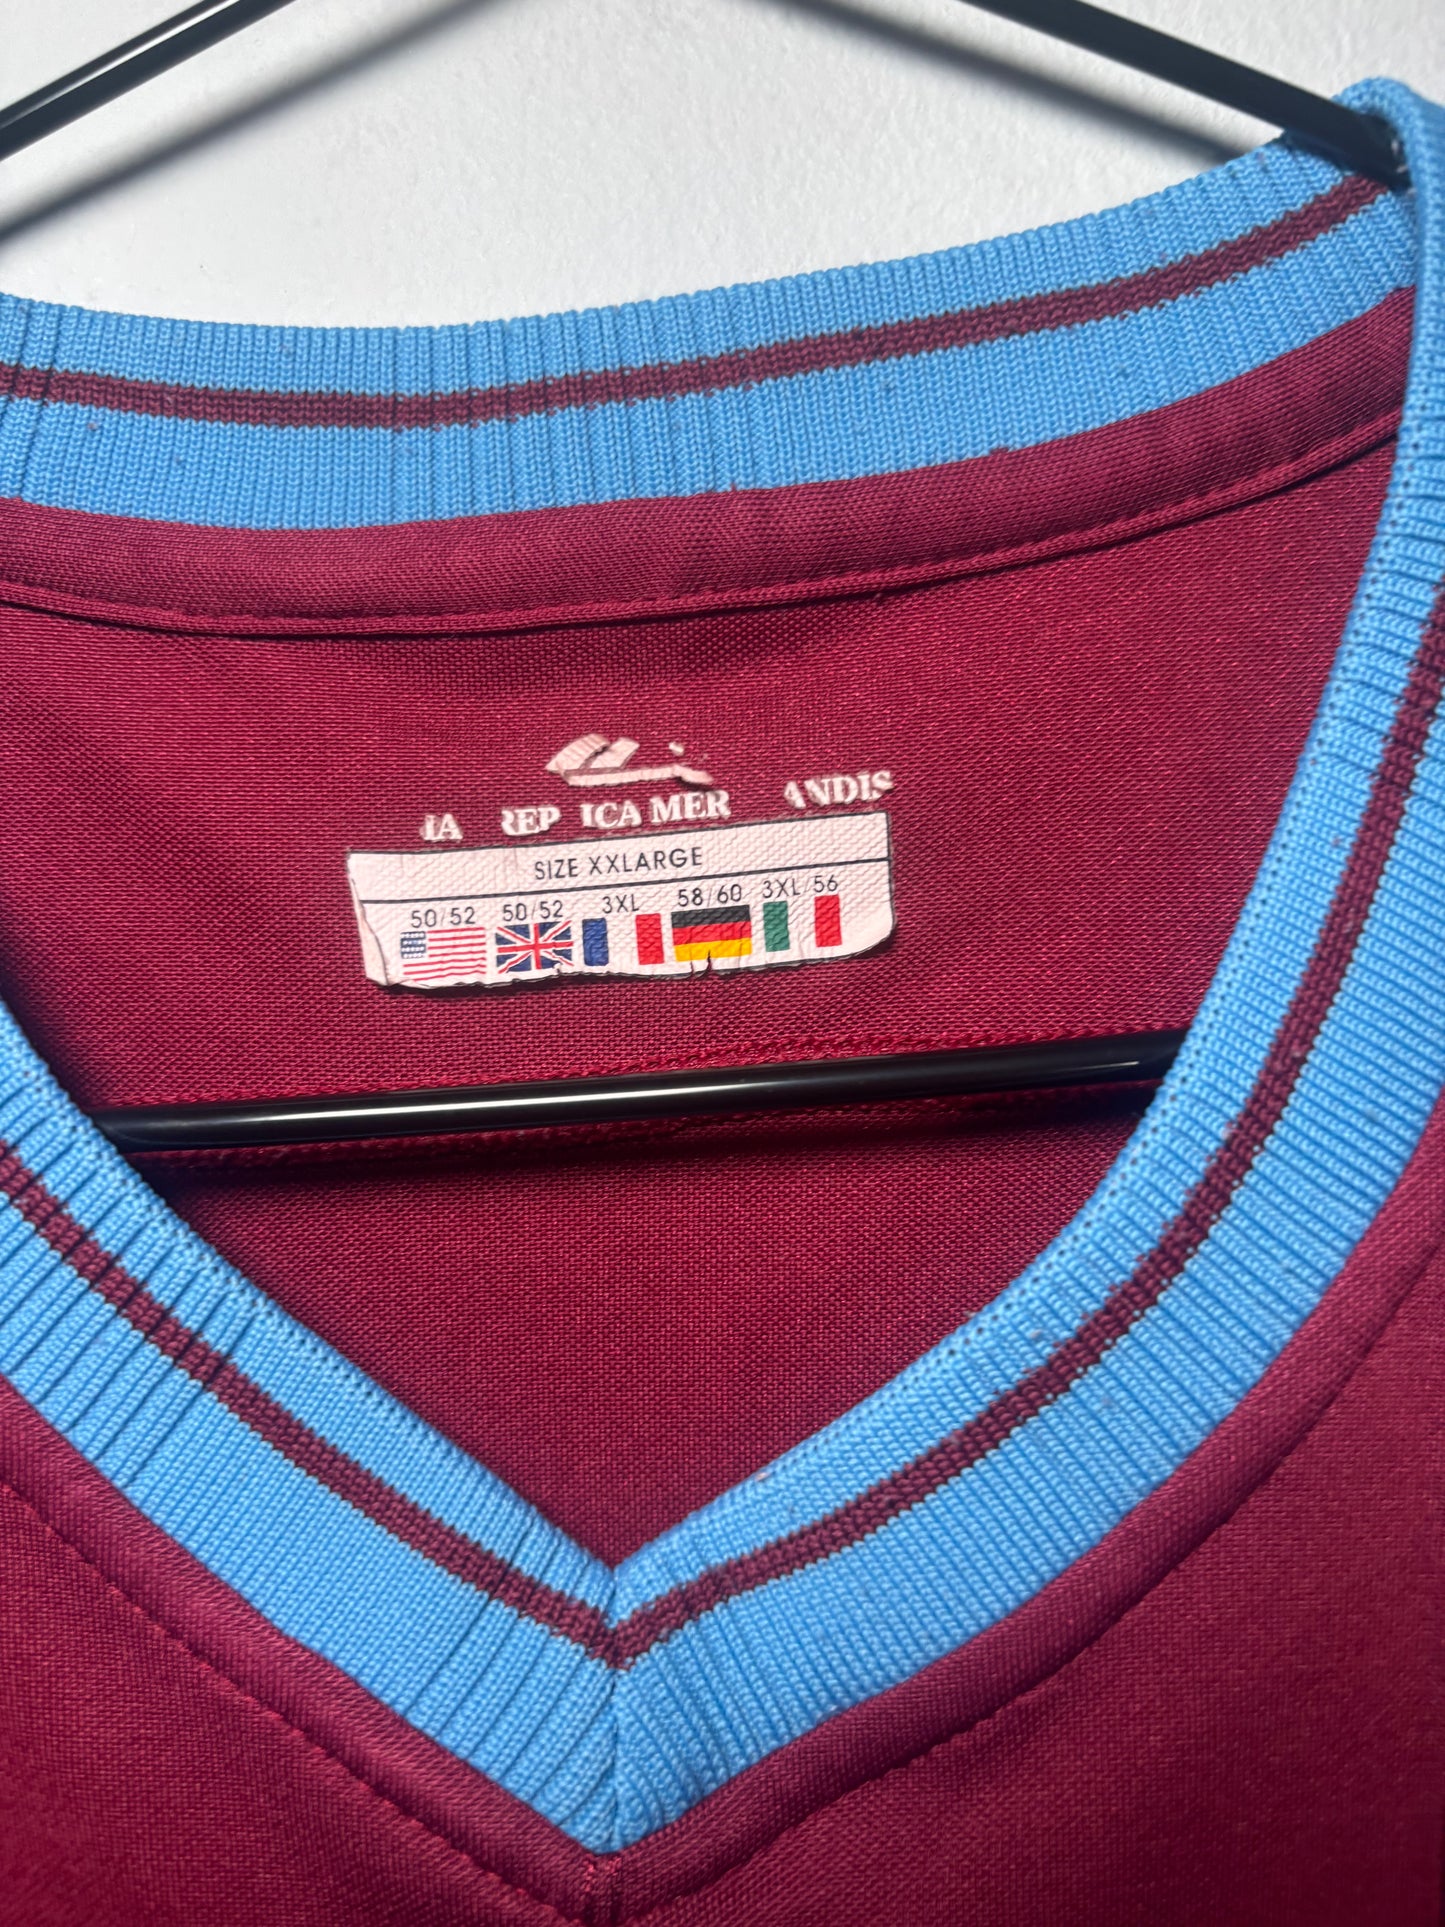 IA REP ICA MER ANDIS
SIZE XXLARGE
50/52 50/52 3XL 58/60 3XL/56